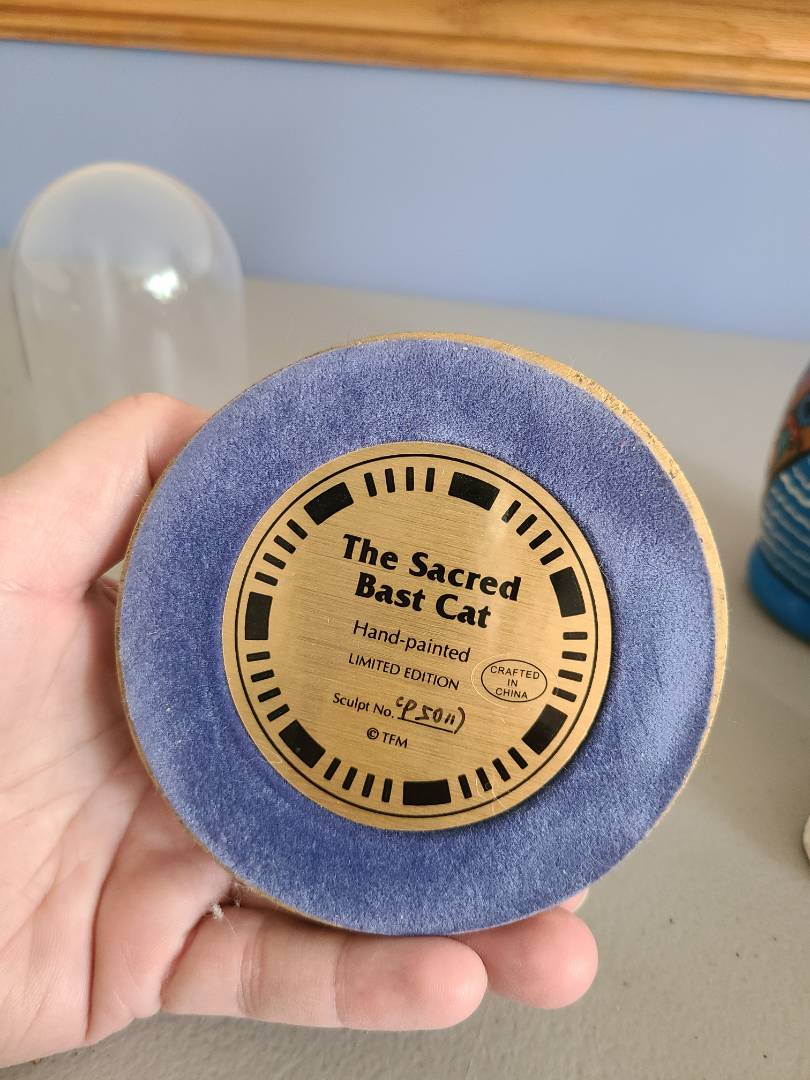 The Sacred
Bast Cat
Hand-painted
LIMITED EDITION
CRAFTED
IN
CHINA
Sculpt No.
© TFM